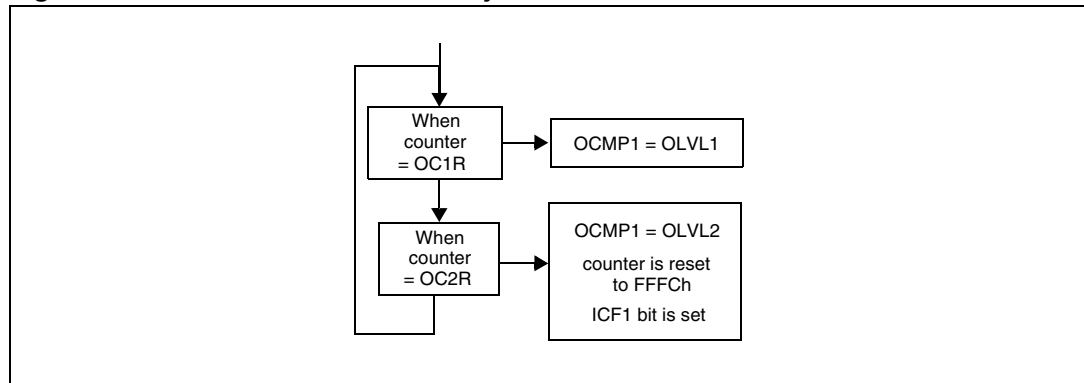 When
counter
= OC1R
OCMP1 = OLVL1
When
counter
= OC2R
OCMP1 = OLVL2
counter is reset
to FFFCh
ICF1 bit is set